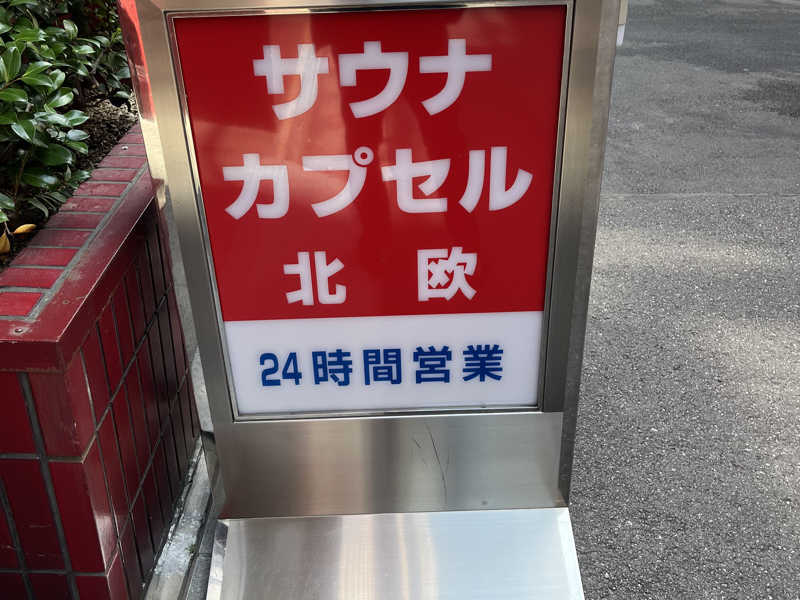 サウナ
カプセル
北 欧
24時間営業